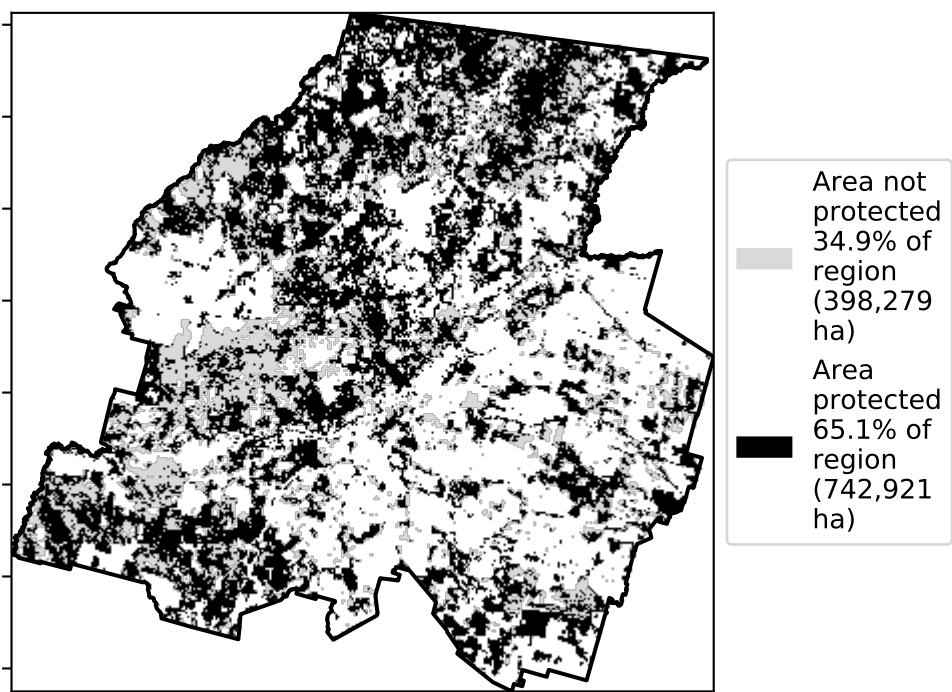 Area not
protected
34.9% of
region
(398,279
ha)
Area
protected
65.1% of
region
(742,921
ha)